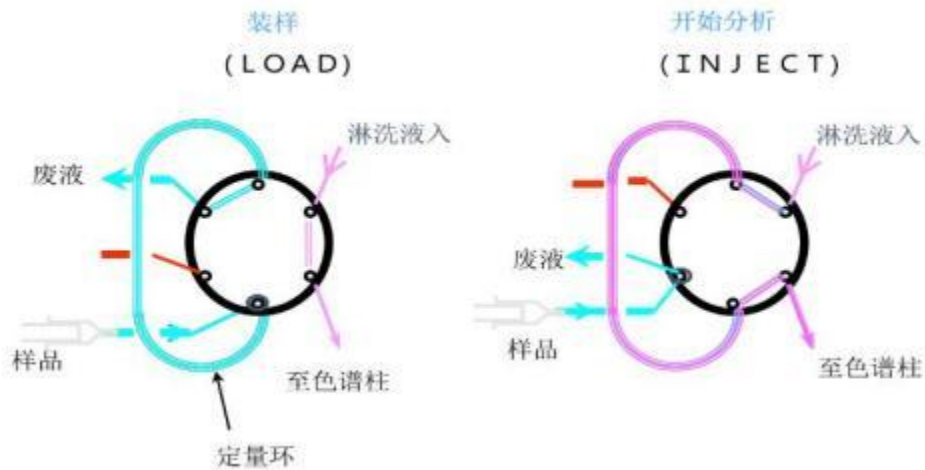 装样
(LOAD)
淋洗液入
废液
样品
至色谱柱
定量环
开始分析
(INJECT)
淋洗液入
废液
样品
至色谱柱